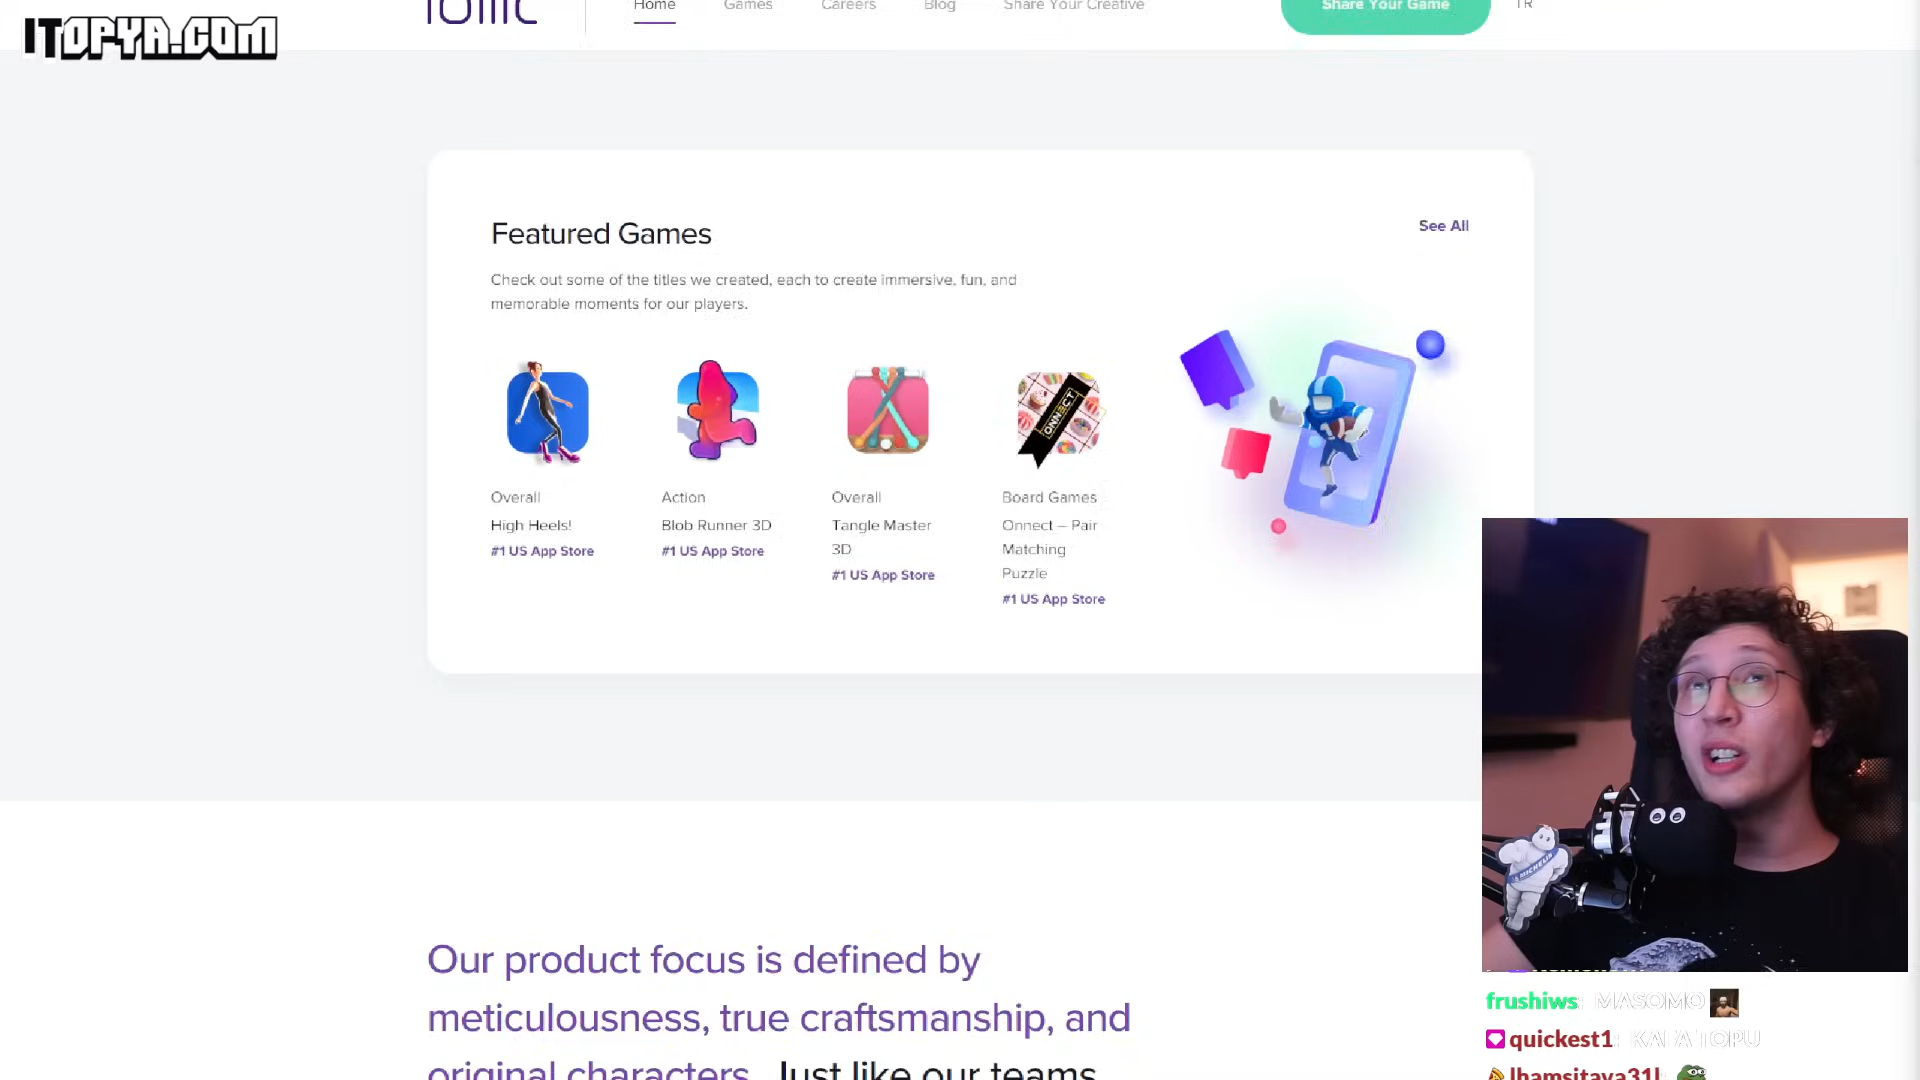 ITOPYA.COM
Home Games Careers Blog Share Your Creative Share Your Game TR
Featured Games
See All
Check out some of the titles we created, each to create immersive, fun, and
memorable moments for our players.
ONNECT
Overall
High Heels!
#1 US App Store
Action
Blob Runner 3D
#1 US App Store
Overall
Tangle Master
3D
#1 US App Store
Board Games
Onnect – Pair
Matching
Puzzle
#1 US App Store
MICHELIN
Our product focus is defined by
meticulousness, true craftsmanship, and
original characters. Just like our teams
frushiws: MASOMO
quickest1: KAFA TOPU